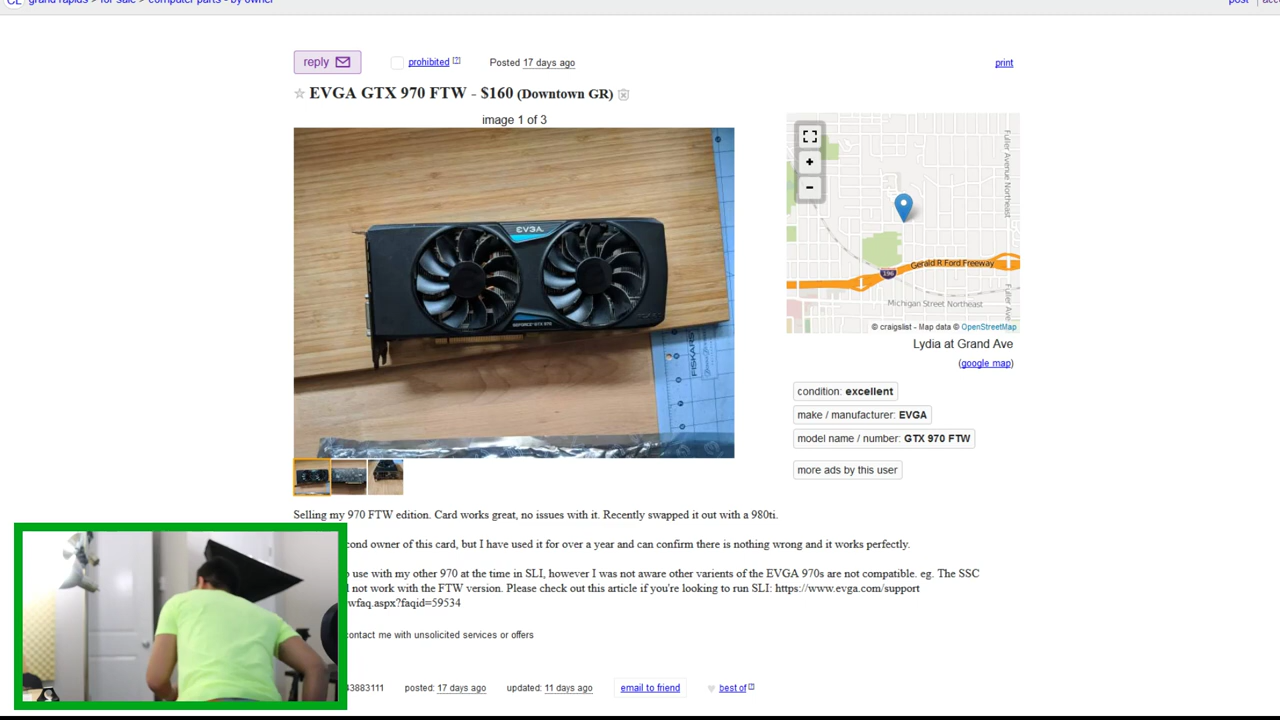 CL grand rapids > for sale > computer parts - by owner
post
reply
prohibited [?]
Posted 17 days ago
print
EVGA GTX 970 FTW - $160 (Downtown GR)
image 1 of 3
EVGA
GEFORCE GTX 970
FISKARS
Fuller Avenue Northeast
Gerald R Ford Freeway
196
Michigan Street Northeast
Fuller Ave
+
−
© craigslist - Map data © OpenStreetMap
Lydia at Grand Ave
(google map)
condition: excellent
make / manufacturer: EVGA
model name / number: GTX 970 FTW
more ads by this user
Selling my 970 FTW edition. Card works great, no issues with it. Recently swapped it out with a 980ti.
owner of this card, but I have used it for over a year and can confirm there is nothing wrong and it works perfectly.
use with my other 970 at the time in SLI, however I was not aware other varients of the EVGA 970s are not compatible. eg. The SSC
not work with the FTW version. Please check out this article if you're looking to run SLI: https://www.evga.com/support
wfaq.aspx?faqid=59534
contact me with unsolicited services or offers
3883111
posted: 17 days ago
updated: 11 days ago
email to friend
best of [?]